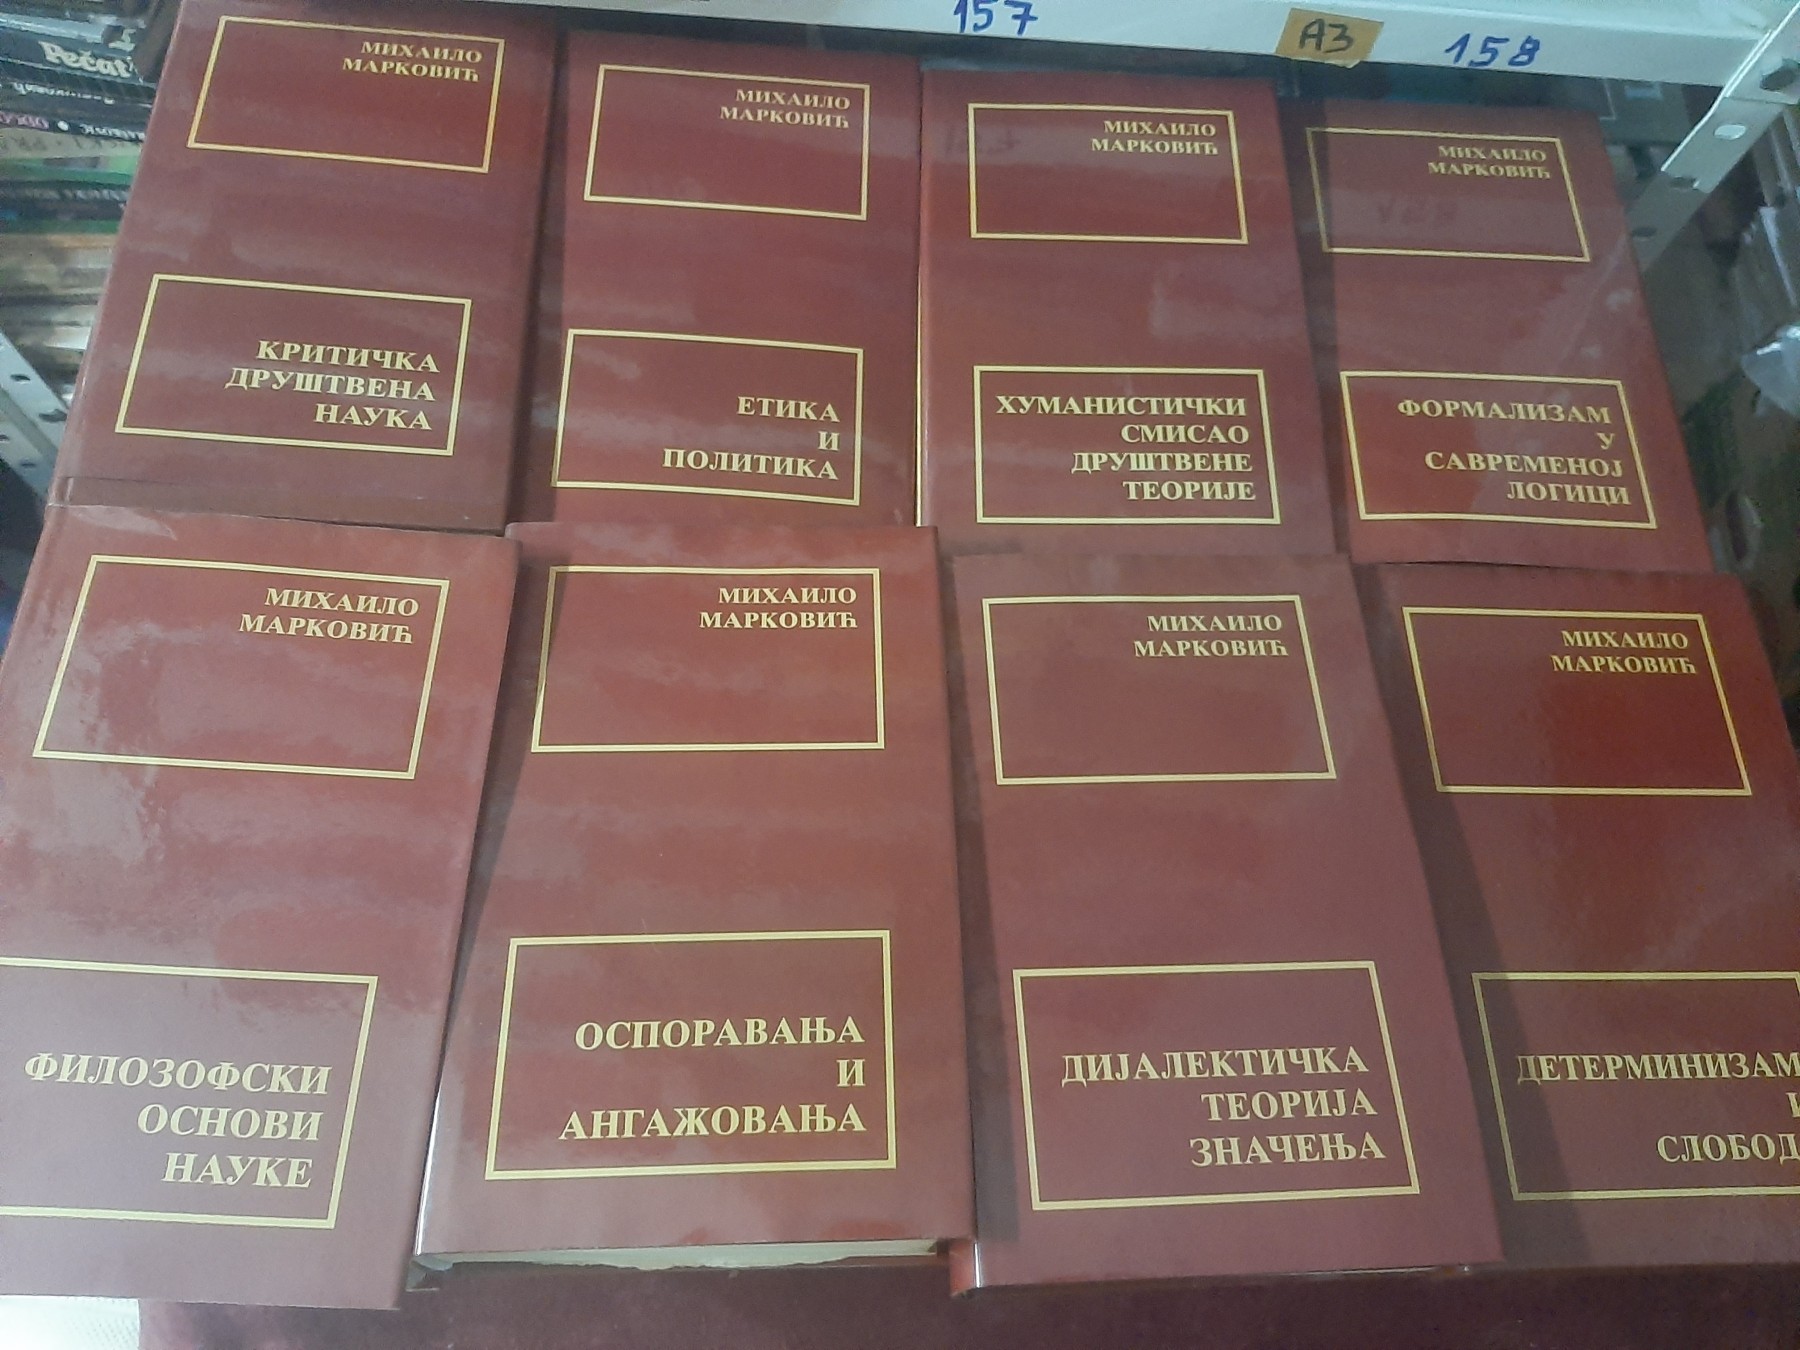 157
A3
158
Pečat
МИХАИЛО
МАРКОВИЋ
КРИТИЧКА
ДРУШТВЕНА
НАУКА
МИХАИЛО
МАРКОВИЋ
ЕТИКА
И
ПОЛИТИКА
МИХАИЛО
МАРКОВИЋ
ХУМАНИСТИЧКИ
СМИСАО
ДРУШТВЕНЕ
ТЕОРИЈЕ
МИХАИЛО
МАРКОВИЋ
ФОРМАЛИЗАМ
У
САВРЕМЕНОЈ
ЛОГИЦИ
МИХАИЛО
МАРКОВИЋ
ФИЛОЗОФСКИ
ОСНОВИ
НАУКЕ
МИХАИЛО
МАРКОВИЋ
ОСПОРАВАЊА
И
АНГАЖОВАЊА
МИХАИЛО
МАРКОВИЋ
ДИЈАЛЕКТИЧКА
ТЕОРИЈА
ЗНАЧЕЊА
МИХАИЛО
МАРКОВИЋ
ДЕТЕРМИНИЗАМ
И
СЛОБОД